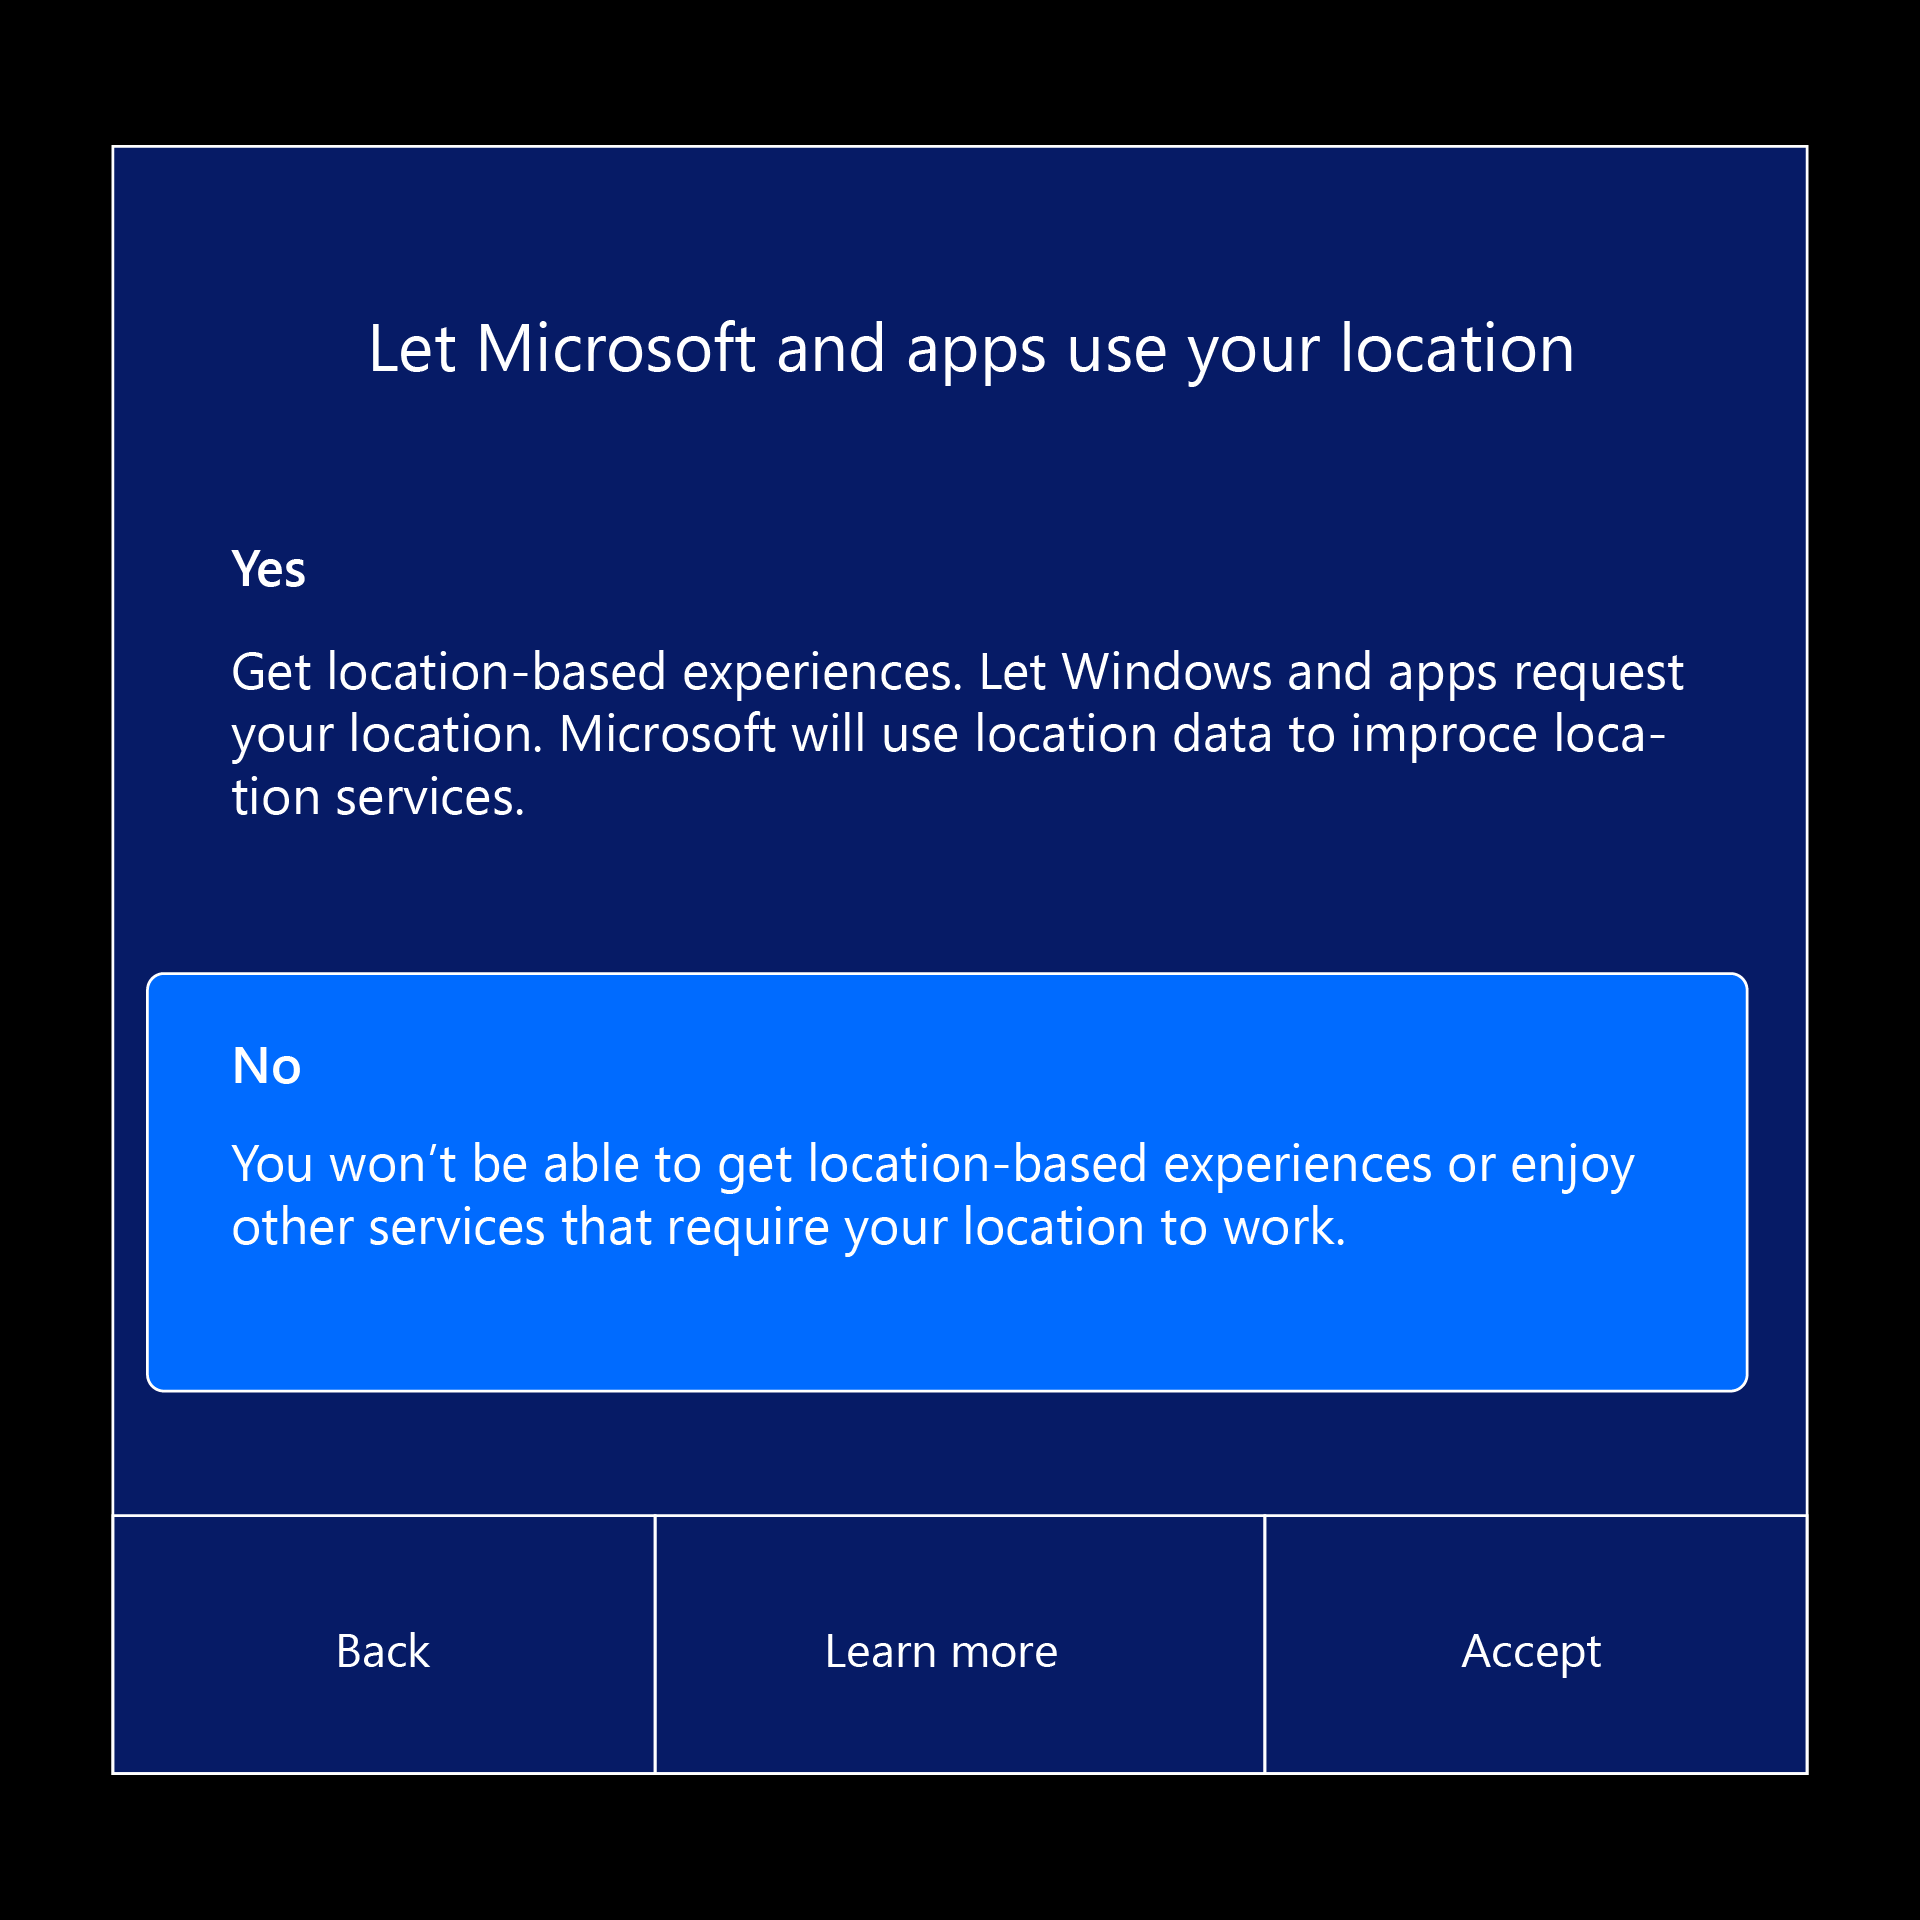 Let Microsoft and apps use your location
Yes
Get location-based experiences. Let Windows and apps request
your location. Microsoft will use location data to improce loca-
tion services.
No
You won’t be able to get location-based experiences or enjoy
other services that require your location to work.
Back
Learn more
Accept